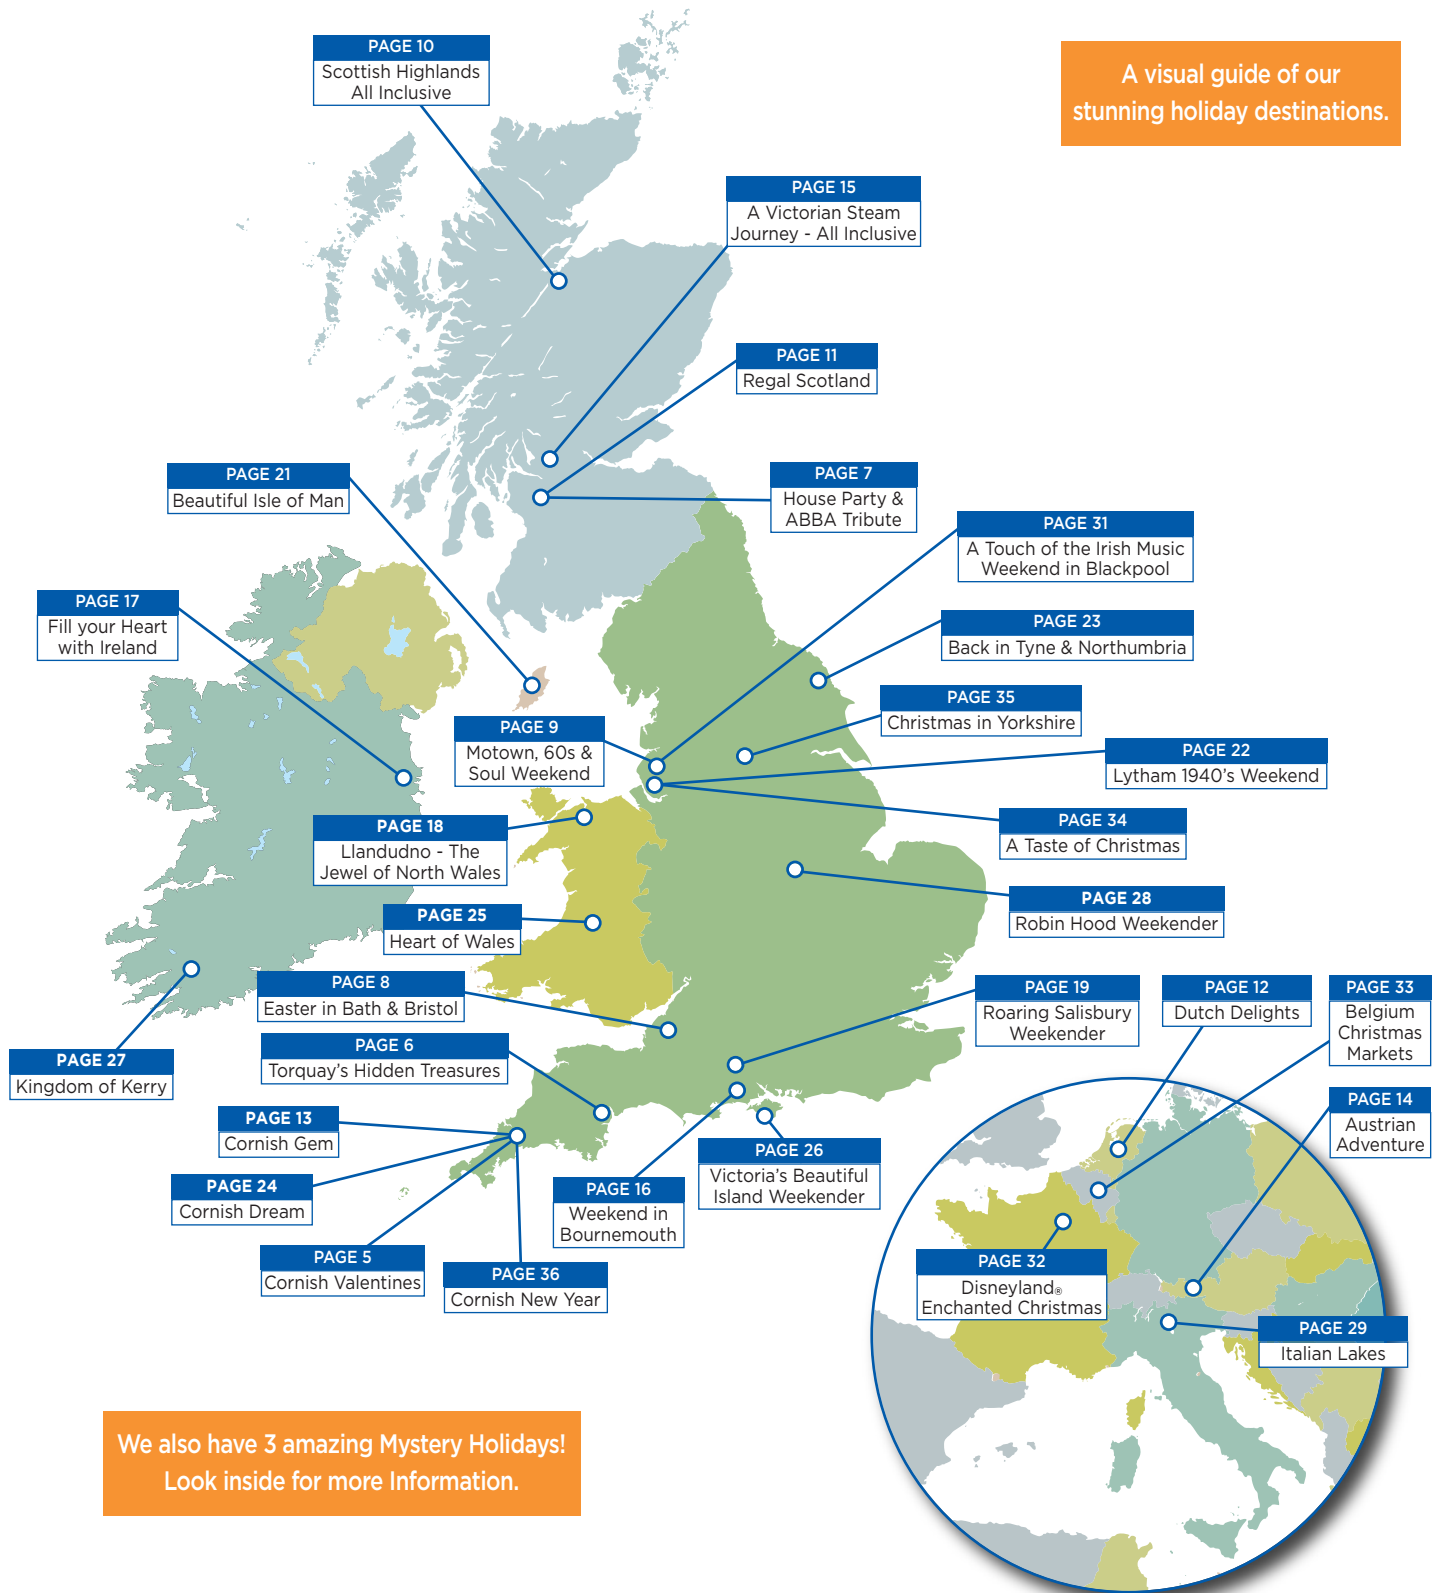 PAGE 10
Scottish Highlands
All Inclusive
A visual guide of our
stunning holiday destinations.
PAGE 15
A Victorian Steam
Journey - All Inclusive
PAGE 11
Regal Scotland
PAGE 21
Beautiful Isle of Man
PAGE 7
House Party &
ABBA Tribute
PAGE 31
A Touch of the Irish Music
Weekend in Blackpool
PAGE 17
Fill your Heart
with Ireland
PAGE 23
Back in Tyne & Northumbria
PAGE 35
Christmas in Yorkshire
PAGE 9
Motown, 60s &
Soul Weekend
PAGE 22
Lytham 1940's Weekend
PAGE 18
Llandudno - The
Jewel of North Wales
PAGE 34
A Taste of Christmas
PAGE 28
Robin Hood Weekender
PAGE 25
Heart of Wales
PAGE 8
Easter in Bath & Bristol
PAGE 19
Roaring Salisbury
Weekender
PAGE 12
Dutch Delights
PAGE 33
Belgium
Christmas
Markets
PAGE 27
Kingdom of Kerry
PAGE 6
Torquay's Hidden Treasures
PAGE 14
Austrian
Adventure
PAGE 13
Cornish Gem
PAGE 26
Victoria's Beautiful
Island Weekender
PAGE 24
Cornish Dream
PAGE 16
Weekend in
Bournemouth
PAGE 5
Cornish Valentines
PAGE 36
Cornish New Year
PAGE 32
Disneyland®
Enchanted Christmas
PAGE 29
Italian Lakes
We also have 3 amazing Mystery Holidays!
Look inside for more Information.